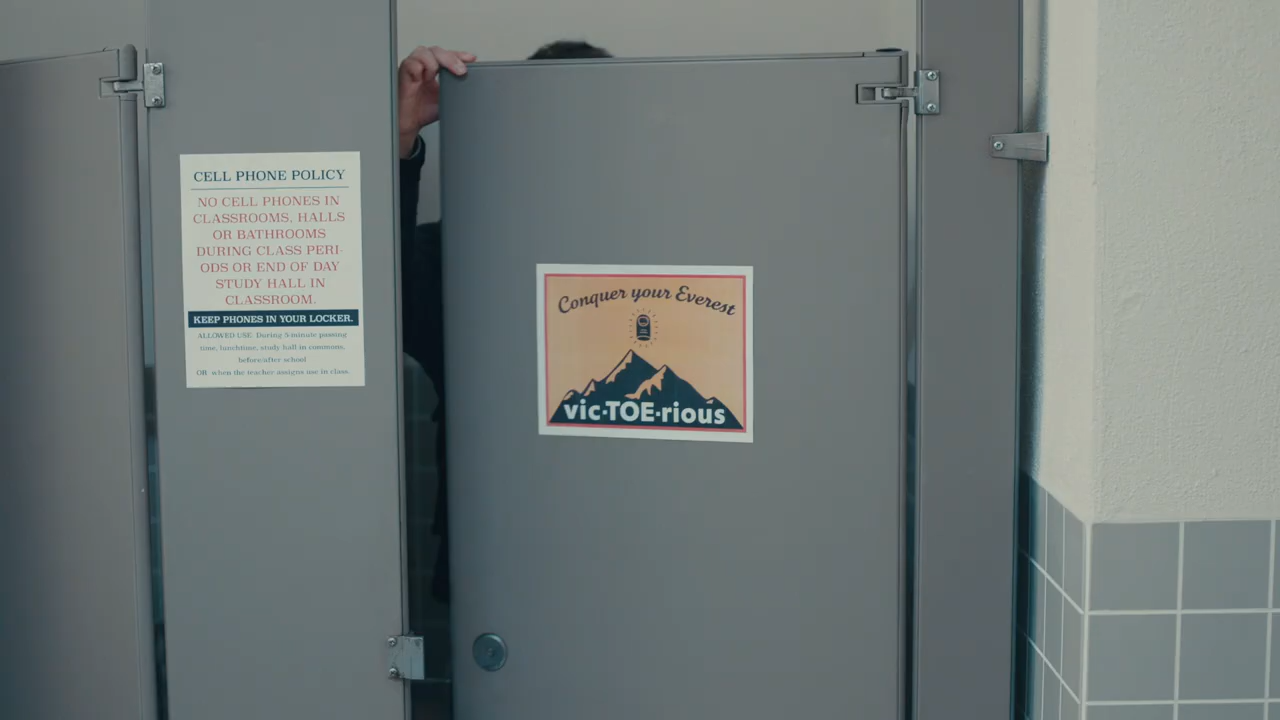 CELL PHONE POLICY
NO CELL PHONES IN
CLASSROOMS, HALLS
OR BATHROOMS
DURING CLASS PERI-
ODS OR END OF DAY
STUDY HALL IN
CLASSROOM.
KEEP PHONES IN YOUR LOCKER.
ALLOWED USE: During 5-minute passing
time, lunchtime, study hall in commons,
before/after school
OR when the teacher assigns use in class.
Conquer your Everest
vic·TOE·rious